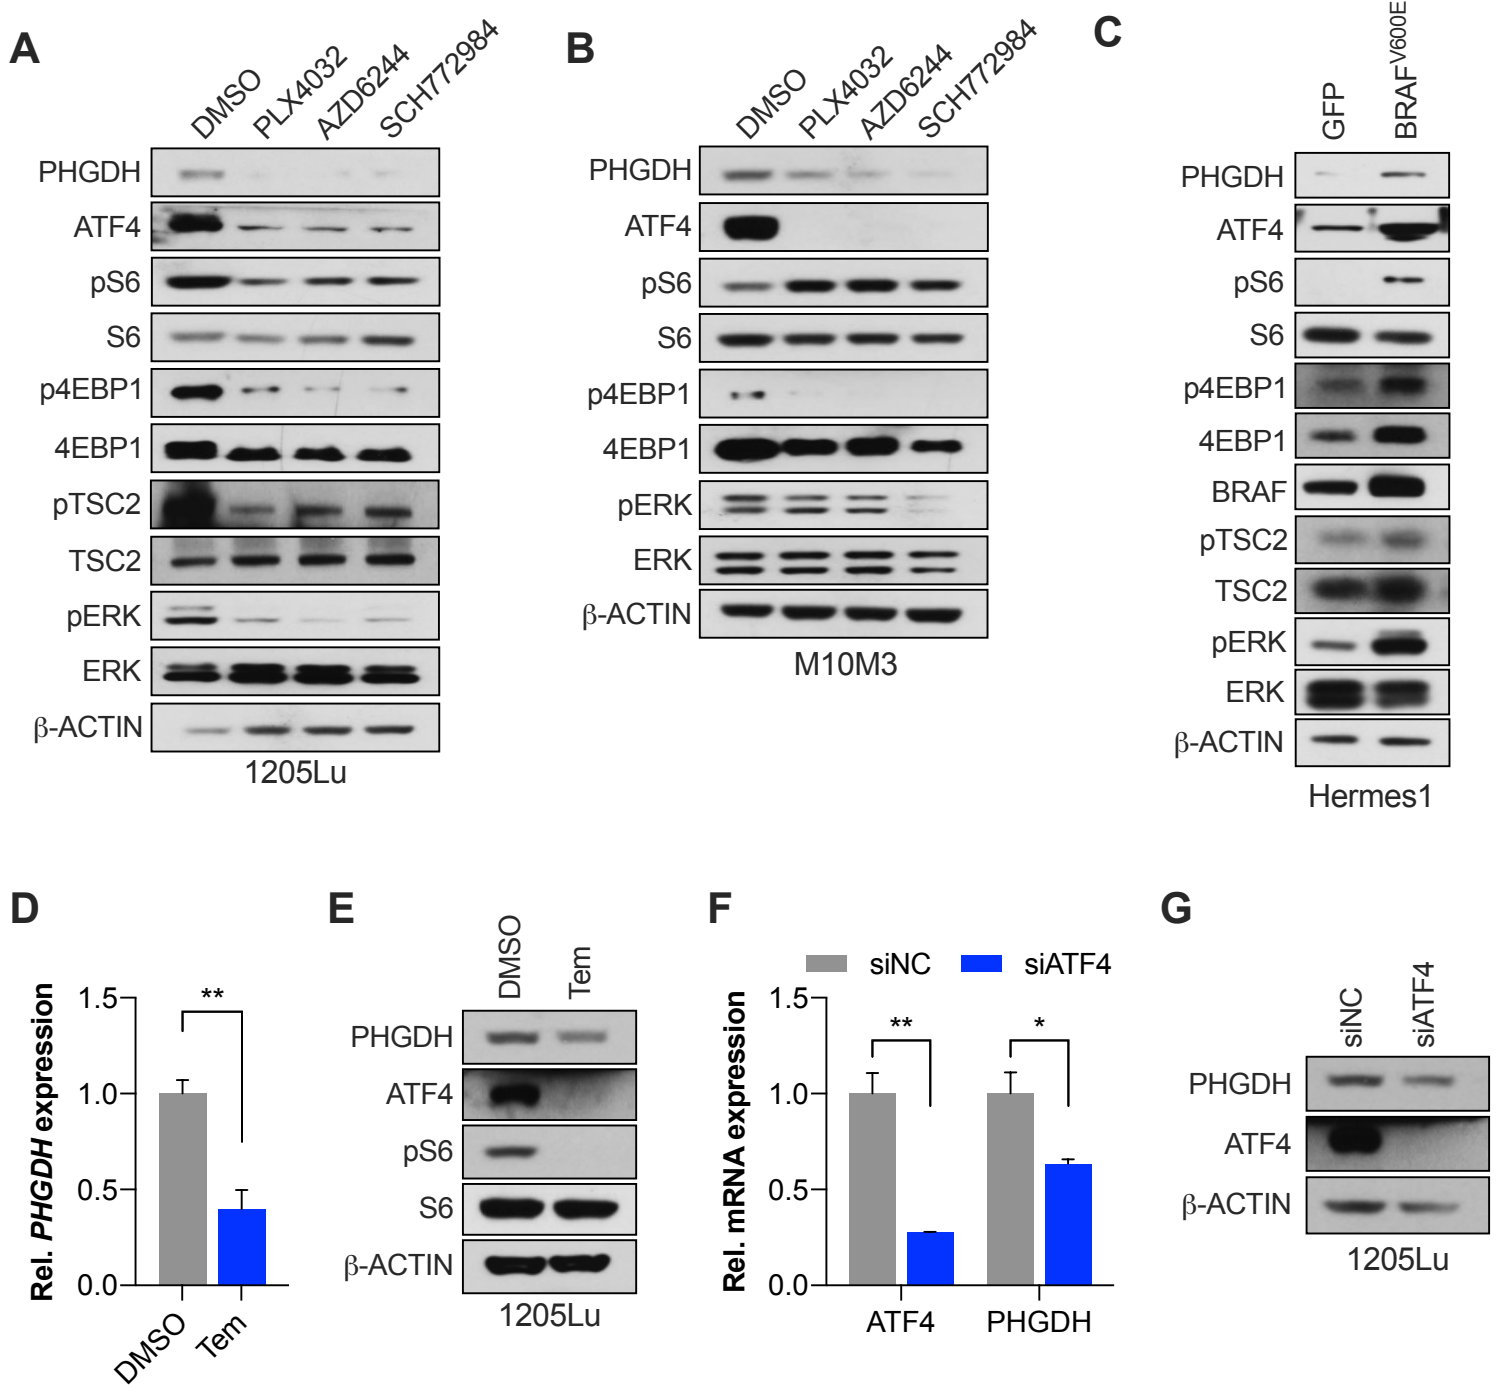 A
DMSO
PLX4032
AZD6244
SCH772984
PHGDH
ATF4
pS6
S6
p4EBP1
4EBP1
pTSC2
TSC2
pERK
ERK
β-ACTIN
1205Lu
B
DMSO
PLX4032
AZD6244
SCH772984
PHGDH
ATF4
pS6
S6
p4EBP1
4EBP1
pERK
ERK
β-ACTIN
M10M3
C
GFP
BRAFV600E
PHGDH
ATF4
pS6
S6
p4EBP1
4EBP1
BRAF
pTSC2
TSC2
pERK
ERK
β-ACTIN
Hermes1
D
Rel. PHGDH expression
1.5
1.0
0.5
0.0
**
DMSO
Tem
E
DMSO
Tem
PHGDH
ATF4
pS6
S6
β-ACTIN
1205Lu
F
siNC
siATF4
Rel. mRNA expression
1.5
1.0
0.5
0.0
**
*
ATF4
PHGDH
G
siNC
siATF4
PHGDH
ATF4
β-ACTIN
1205Lu